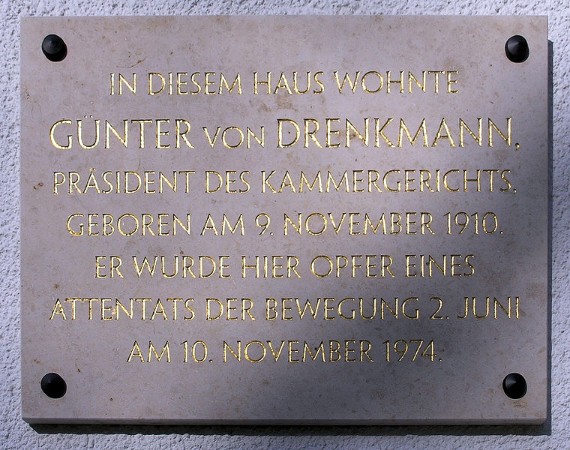 IN DIESEM HAUS WOHNTE
GÜNTER VON DRENKMANN,
PRÄSIDENT DES KAMMERGERICHTS,
GEBOREN AM 9. NOVEMBER 1910.
ER WURDE HIER OPFER EINES
ATTENTATS DER BEWEGUNG 2. JUNI
AM 10. NOVEMBER 1974.